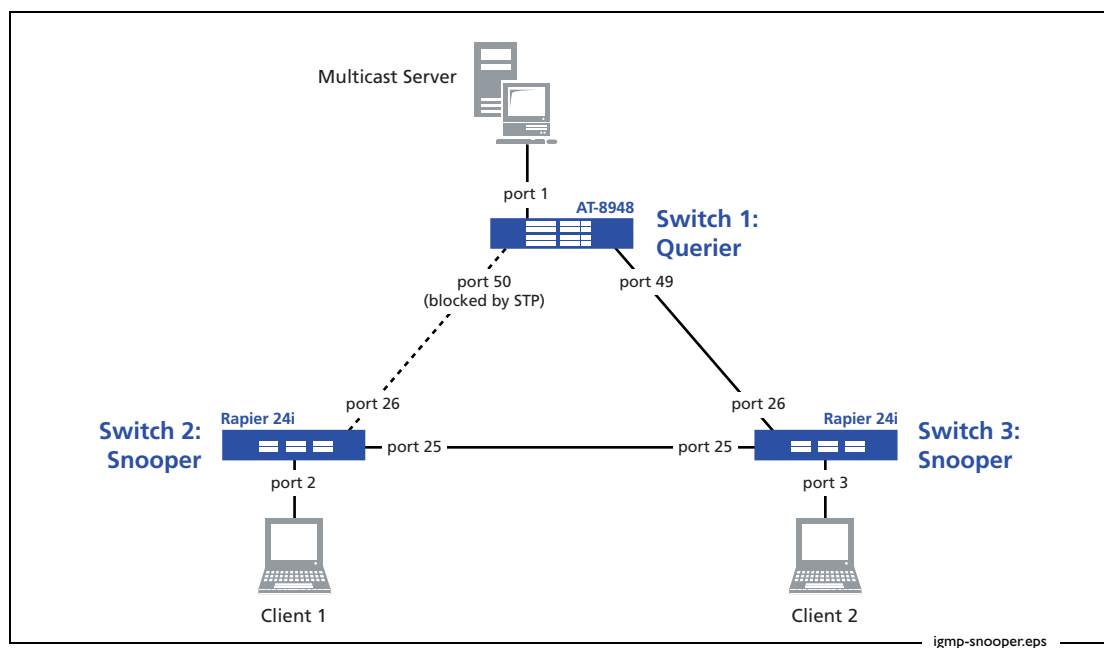 Multicast Server
port 1
AT-8948
Switch 1:
Querier
port 50
(blocked by STP)
port 49
port 26
port 26
Rapier 24i
Rapier 24i
Switch 2:
Snooper
port 25
port 25
Switch 3:
Snooper
port 2
port 3
Client 1
Client 2
igmp-snooper.eps